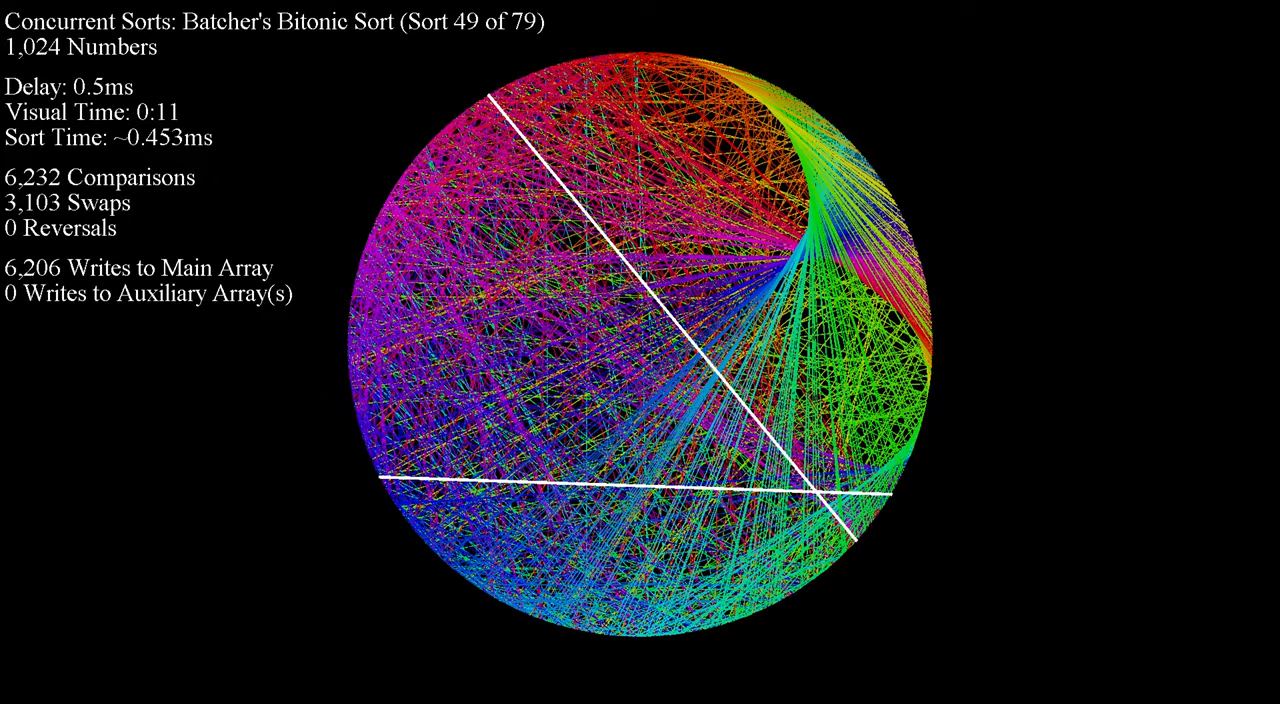 Concurrent Sorts: Batcher's Bitonic Sort (Sort 49 of 79)
1,024 Numbers
Delay: 0.5ms
Visual Time: 0:11
Sort Time: ~0.453ms
6,232 Comparisons
3,103 Swaps
0 Reversals
6,206 Writes to Main Array
0 Writes to Auxiliary Array(s)